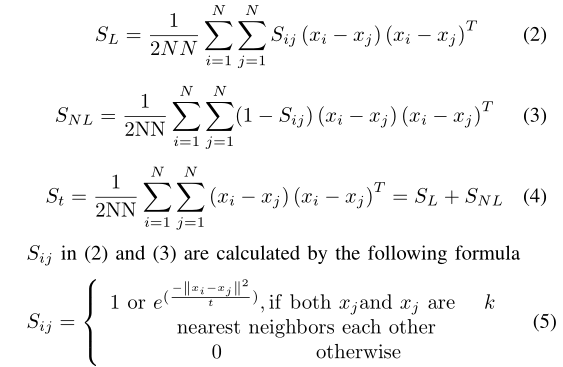 S_L = \frac{1}{2NN} \sum_{i=1}^{N} \sum_{j=1}^{N} S_{ij} (x_i - x_j) (x_i - x_j)^T (2)
S_{NL} = \frac{1}{2NN} \sum_{i=1}^{N} \sum_{j=1}^{N} (1 - S_{ij}) (x_i - x_j) (x_i - x_j)^T (3)
S_t = \frac{1}{2NN} \sum_{i=1}^{N} \sum_{j=1}^{N} (x_i - x_j) (x_i - x_j)^T = S_L + S_{NL} (4)
S_{ij} in (2) and (3) are calculated by the following formula
S_{ij} = { 1 or e^{(\frac{-\|x_i - x_j\|^2}{t})}, if both x_j and x_j are k
nearest neighbors each other (5)
0 otherwise